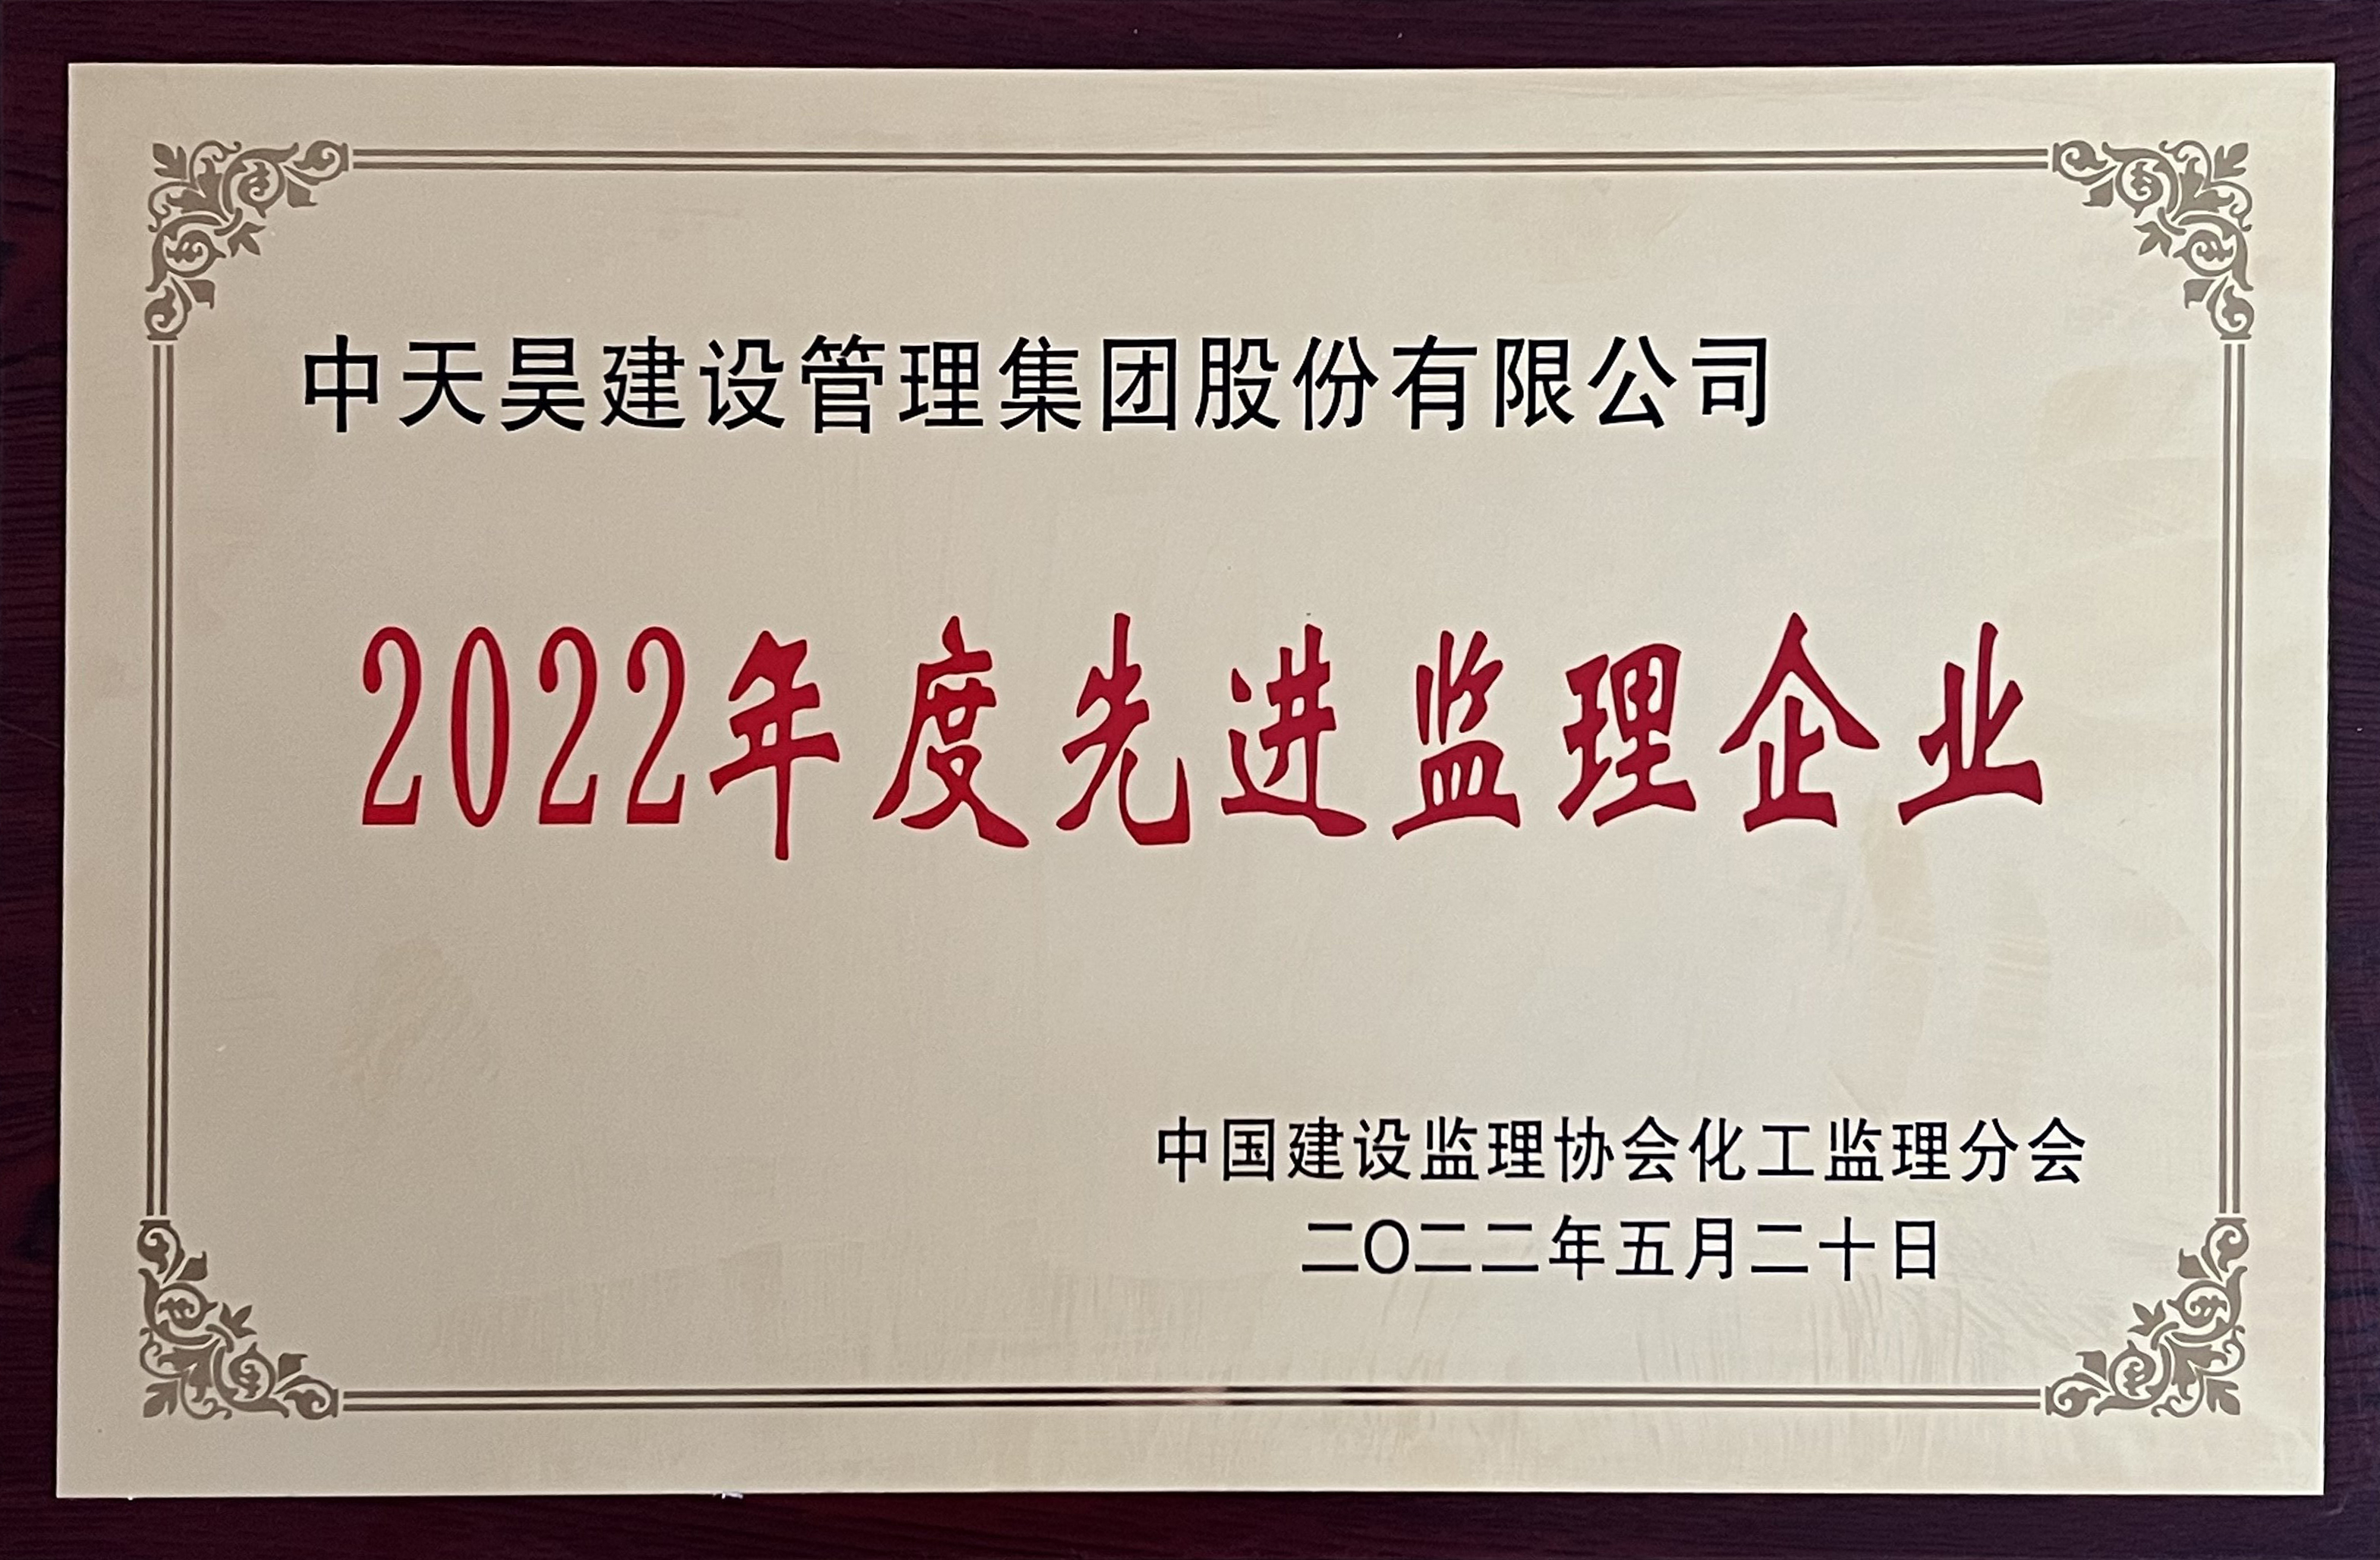 中天昊建设管理集团股份有限公司
2022年度先进监理企业
中国建设监理协会化工监理分会
二〇二二年五月二十日